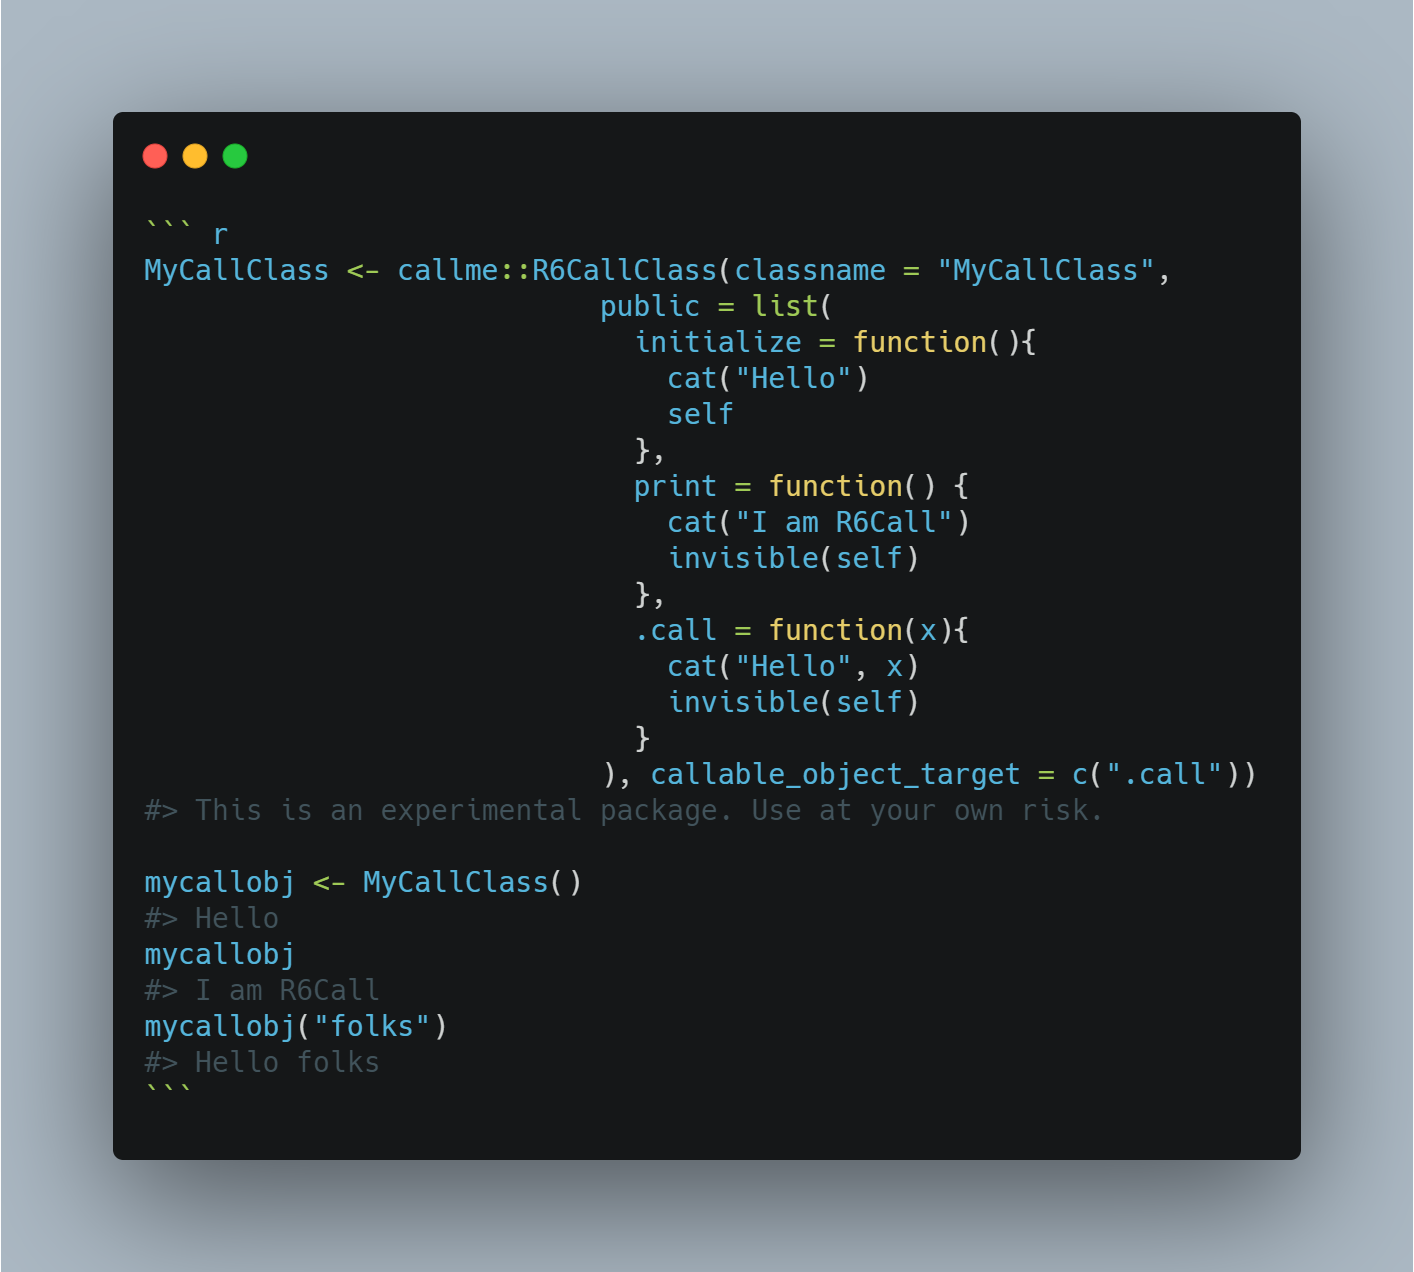 ``` r
MyCallClass <- callme::R6CallClass(classname = "MyCallClass",
                           public = list(
                             initialize = function(){
                               cat("Hello")
                               self
                             },
                             print = function() {
                               cat("I am R6Call")
                               invisible(self)
                             },
                             .call = function(x){
                               cat("Hello", x)
                               invisible(self)
                             }
                           ), callable_object_target = c(".call"))
#> This is an experimental package. Use at your own risk.

mycallobj <- MyCallClass()
#> Hello
mycallobj
#> I am R6Call
mycallobj("folks")
#> Hello folks
```